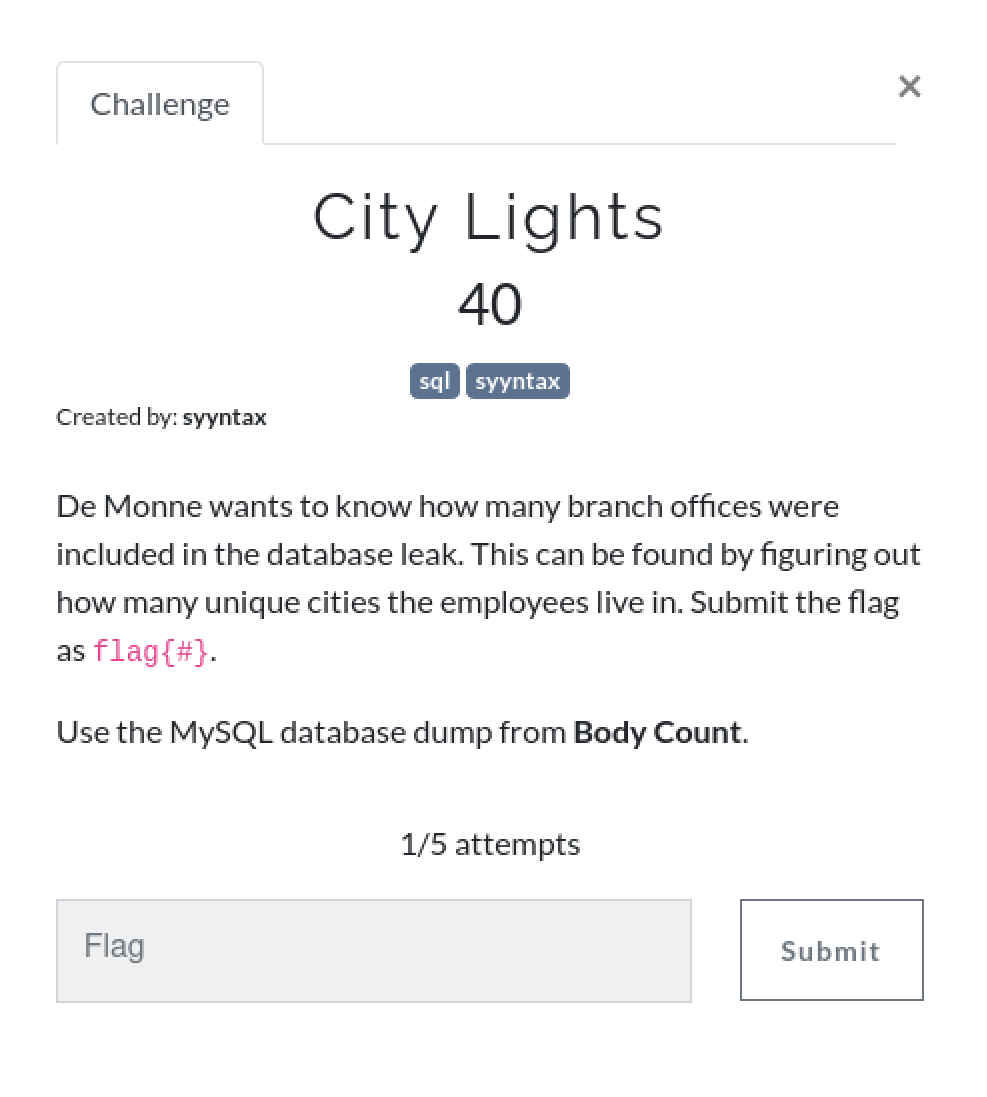 Challenge
×
City Lights
40
sql syyntax
Created by: syyntax
De Monne wants to know how many branch offices were
included in the database leak. This can be found by figuring out
how many unique cities the employees live in. Submit the flag
as flag{#}.
Use the MySQL database dump from Body Count.
1/5 attempts
Flag
Submit